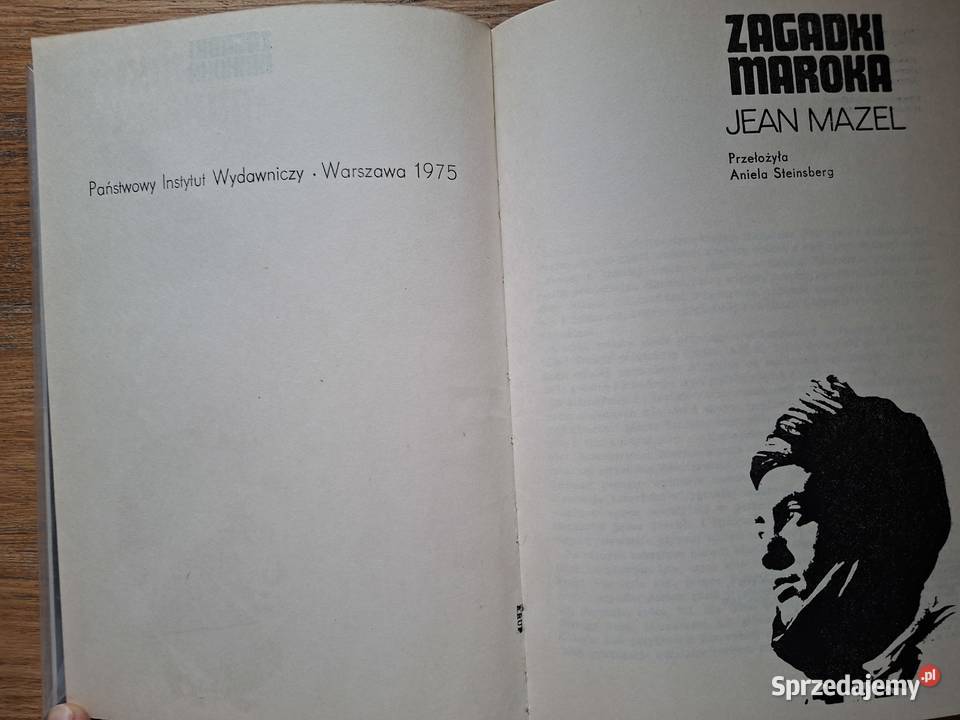 Państwowy Instytut Wydawniczy • Warszawa 1975
ZAGADKI
MAROKA
JEAN MAZEL
Przełożyła
Aniela Steinsberg
Sprzedajemy.pl